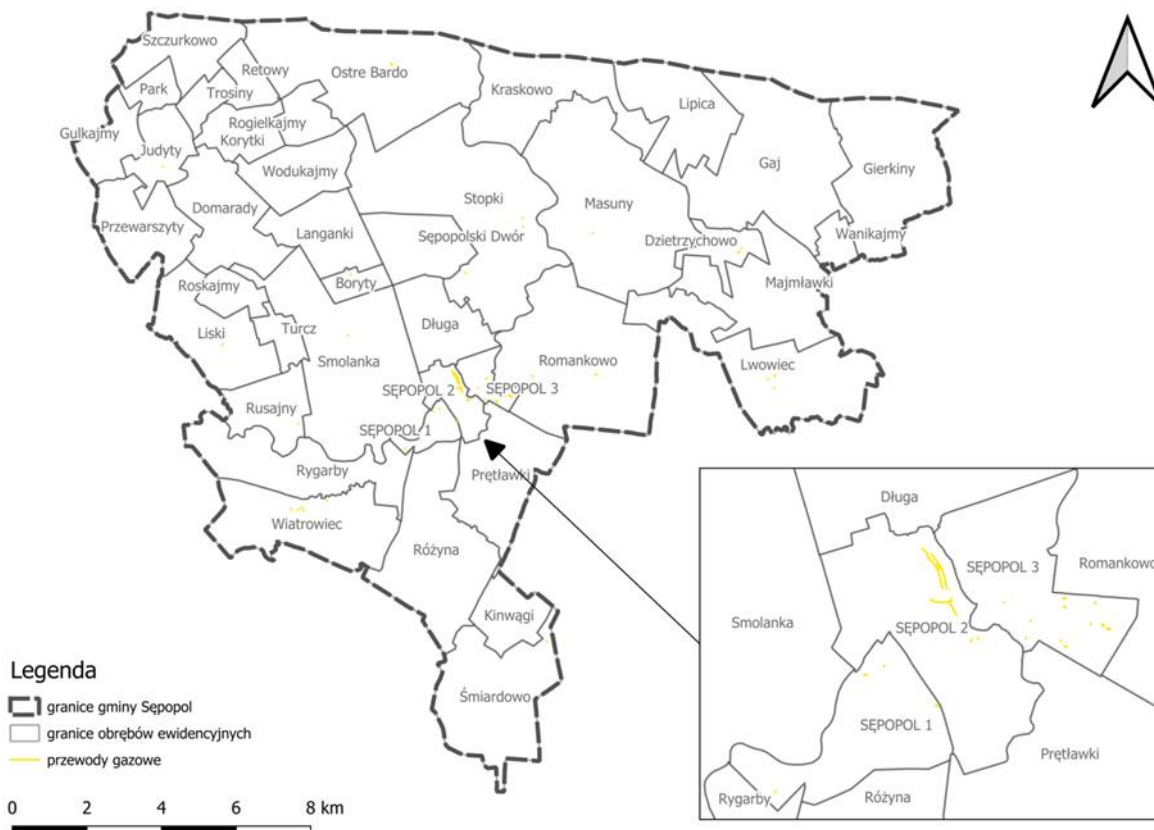 Szczurkowo
Retowy
Ostre Bardo
Park
Trosiny
Kraskowo
Lipica
Rogielkajmy
Gulkajmy
Korytki
Judyty
Wodukajmy
Gaj
Gierkiny
Domarady
Stopki
Masuny
Przewarszyty
Langanki
Sępopolski Dwór
Dzietrzychowo
Wanikajmy
Roskajmy
Boryty
Majmławki
Liski
Turcz
Długa
Smolanka
Romankowo
Lwowiec
SĘPOPOL 2
SĘPOPOL 3
Rusajny
SĘPOPOL 1
Rygarby
Prętławki
Wiatrowiec
Różyna
Kinwągi
Śmiardowo
Długa
SĘPOPOL 3
Romankowo
Smolanka
SĘPOPOL 2
SĘPOPOL 1
Prętławki
Rygarby
Różyna
Legenda
granice gminy Sępopol
granice obrębów ewidencyjnych
przewody gazowe
0 2 4 6 8 km